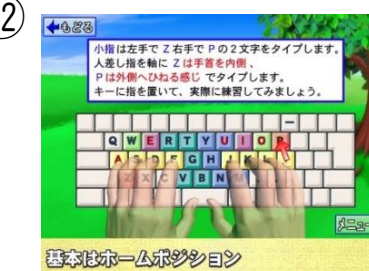 ②
もどる
小指は左手で Z 右手で P の2文字をタイプします。
人差し指を軸に Z は手首を内側、
P は外側へひねる感じ でタイプします。
キーに指を置いて、実際に練習してみましょう。
Q W E R T Y U I O P
A S D F G H J K L
Z X C V B N M
メニュー
基本はホームポジション